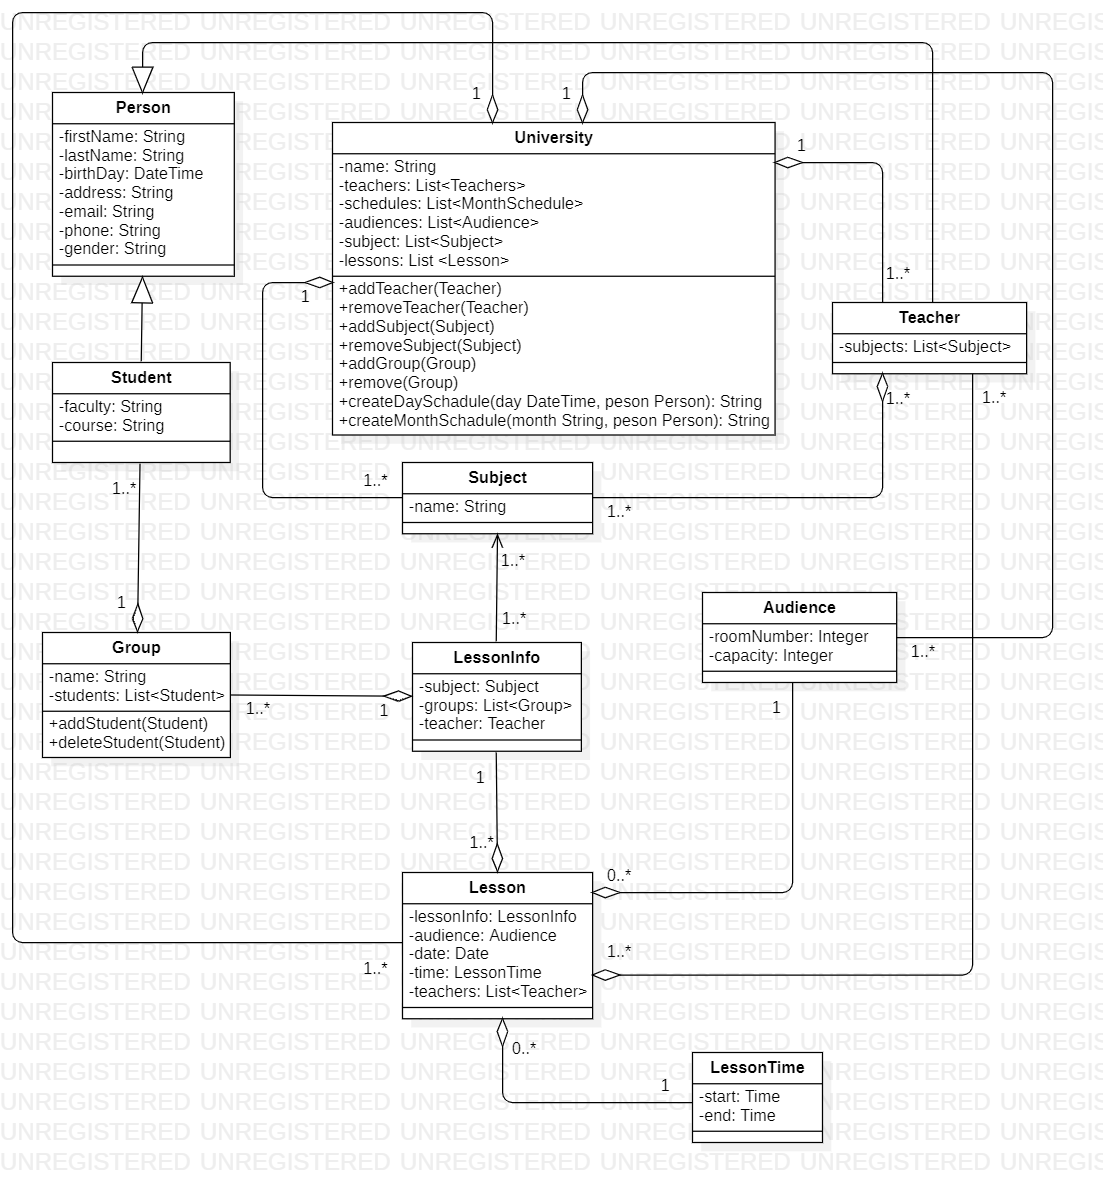 UNREGISTERED
Person
-firstName: String
-lastName: String
-birthDay: DateTime
-address: String
-email: String
-phone: String
-gender: String
1
1
University
-name: String
-teachers: List<Teachers>
-schedules: List<MonthSchedule>
-audiences: List<Audience>
-subject: List<Subject>
-lessons: List <Lesson>
+addTeacher(Teacher)
+removeTeacher(Teacher)
+addSubject(Subject)
+removeSubject(Subject)
+addGroup(Group)
+remove(Group)
+createDaySchadule(day DateTime, peson Person): String
+createMonthSchadule(month String, peson Person): String
1
1..*
1
Teacher
-subjects: List<Subject>
1..*
1..*
Student
-faculty: String
-course: String
1..*
1..*
Subject
-name: String
1..*
1..*
1..*
1
Group
-name: String
-students: List<Student>
+addStudent(Student)
+deleteStudent(Student)
1..*
1
LessonInfo
-subject: Subject
-groups: List<Group>
-teacher: Teacher
1
1..*
Audience
-roomNumber: Integer
-capacity: Integer
1..*
1
Lesson
-lessonInfo: LessonInfo
-audience: Audience
-date: Date
-time: LessonTime
-teachers: List<Teacher>
0..*
1..*
1..*
0..*
1
LessonTime
-start: Time
-end: Time